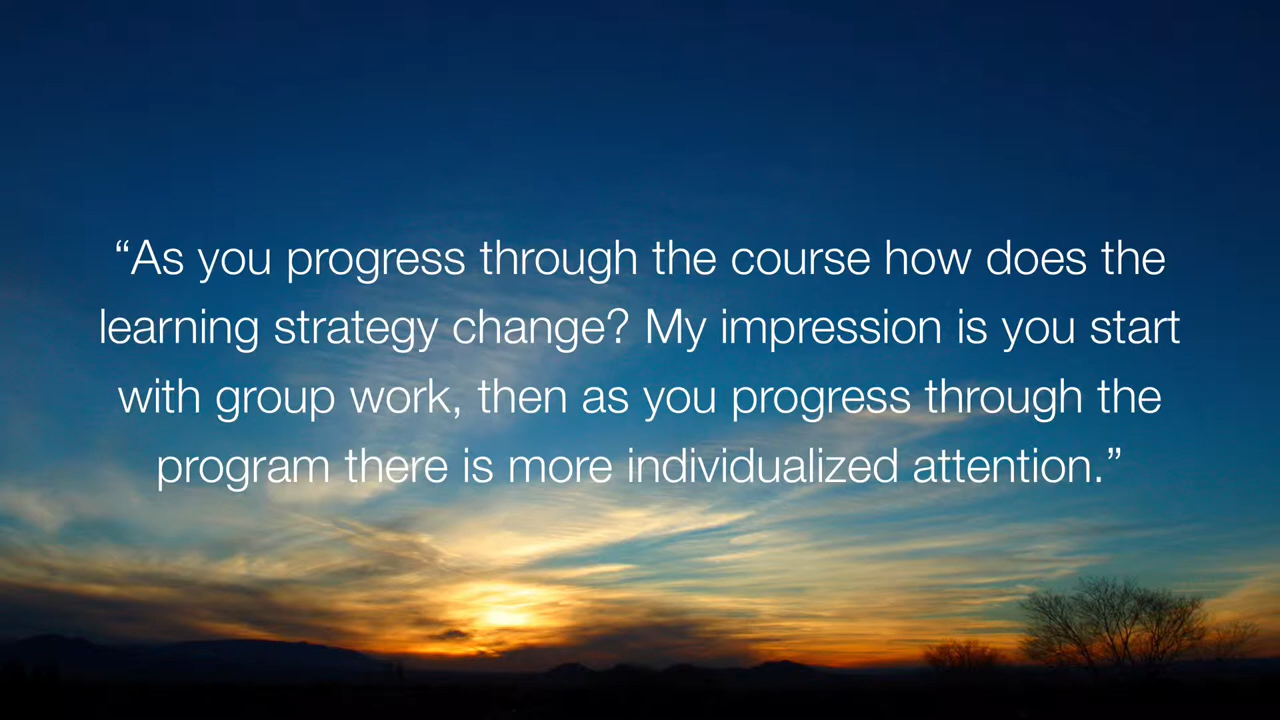 “As you progress through the course how does the
learning strategy change? My impression is you start
with group work, then as you progress through the
program there is more individualized attention.”